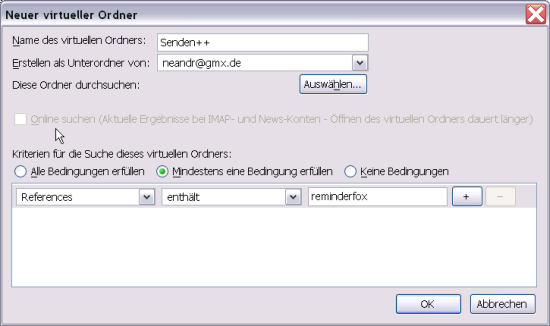 Neuer virtueller Ordner
Name des virtuellen Ordners: Senden++
Erstellen als Unterordner von: neandr@gmx.de
Diese Ordner durchsuchen: Auswählen...
Online suchen (Aktuelle Ergebnisse bei IMAP- und News-Konten - Öffnen des virtuellen Ordners dauert länger)
Kriterien für die Suche dieses virtuellen Ordners:
Alle Bedingungen erfüllen Mindestens eine Bedingung erfüllen Keine Bedingungen
References enthält reminderfox + -
OK Abbrechen